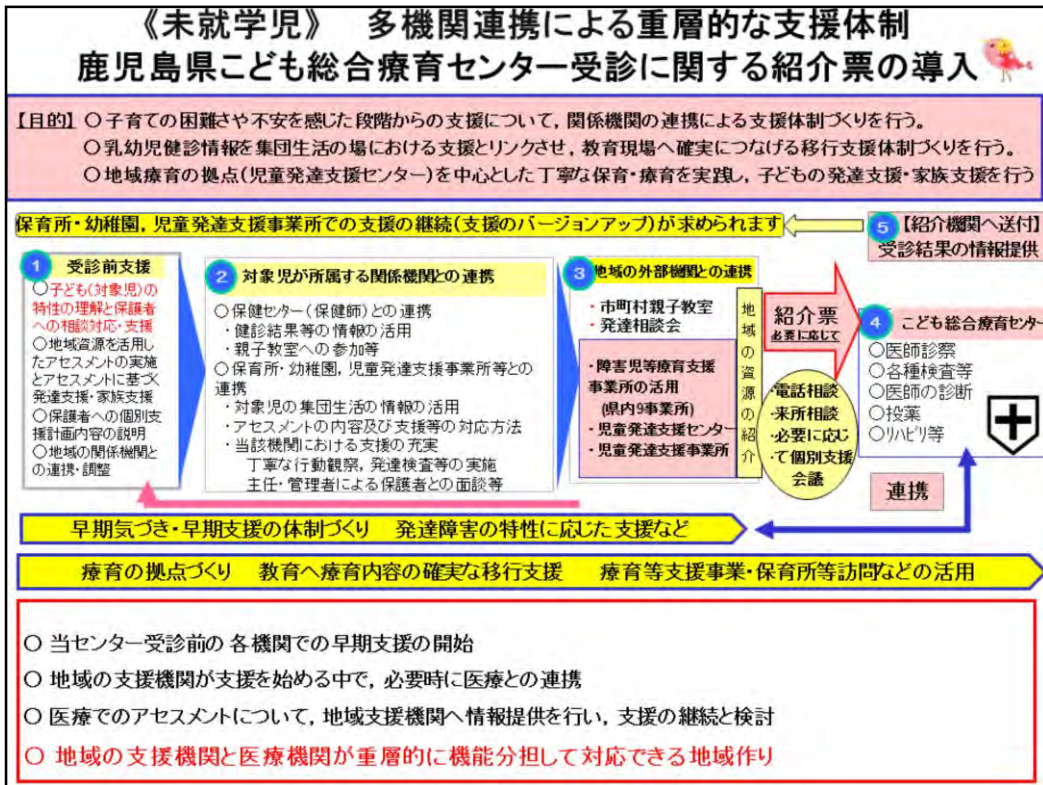 《未就学児》　多機関連携による重層的な支援体制
鹿児島県こども総合療育センター受診に関する紹介票の導入
【目的】〇子育ての困難さや不安を感じた段階からの支援について，関係機関の連携による支援体制づくりを行う。
〇乳幼児健診情報を集団生活の場における支援とリンクさせ，教育現場へ確実につなげる移行支援体制づくりを行う。
〇地域療育の拠点(児童発達支援センター)を中心とした丁寧な保育・療育を実践し，子どもの発達支援・家族支援を行う
保育所・幼稚園，児童発達支援事業所での支援の継続(支援のバージョンアップ)が求められます
5 【紹介機関へ送付】
受診結果の情報提供
1 受診前支援
〇子ども(対象児)の
特性の理解と保護者
への相談対応・支援
〇地域資源を活用し
たアセスメントの実施
とアセスメントに基づく
発達支援・家族支援
〇保護者への個別支
援計画内容の説明
〇地域の関係機関と
の連携・調整
2 対象児が所属する関係機関との連携
〇保健センター(保健師)との連携
・健診結果等の情報の活用
・親子教室への参加等
〇保育所・幼稚園，児童発達支援事業所等との
連携
・対象児の集団生活の情報の活用
・アセスメントの内容及び支援等の対応方法
・当該機関における支援の充実
丁寧な行動観察，発達検査等の実施
主任・管理者による保護者との面談等
3 地域の外部機関との連携
・市町村親子教室
・発達相談会
・障害児等療育支援
事業所の活用
(県内9事業所)
・児童発達支援センター
・児童発達支援事業所
地域の資源の紹介
紹介票
必要に応じて
・電話相談
・来所相談
・必要に応じ
・て個別支援
会議
4 こども総合療育センター
〇医師診察
〇各種検査等
〇医師の診断
〇投薬
〇リハビリ等
連携
早期気づき・早期支援の体制づくり　発達障害の特性に応じた支援など
療育の拠点づくり　教育へ療育内容の確実な移行支援　療育等支援事業・保育所等訪問などの活用
〇 当センター受診前の 各機関での早期支援の開始
〇 地域の支援機関が支援を始める中で，必要時に医療との連携
〇 医療でのアセスメントについて，地域支援機関へ情報提供を行い，支援の継続と検討
〇 地域の支援機関と医療機関が重層的に機能分担して対応できる地域作り